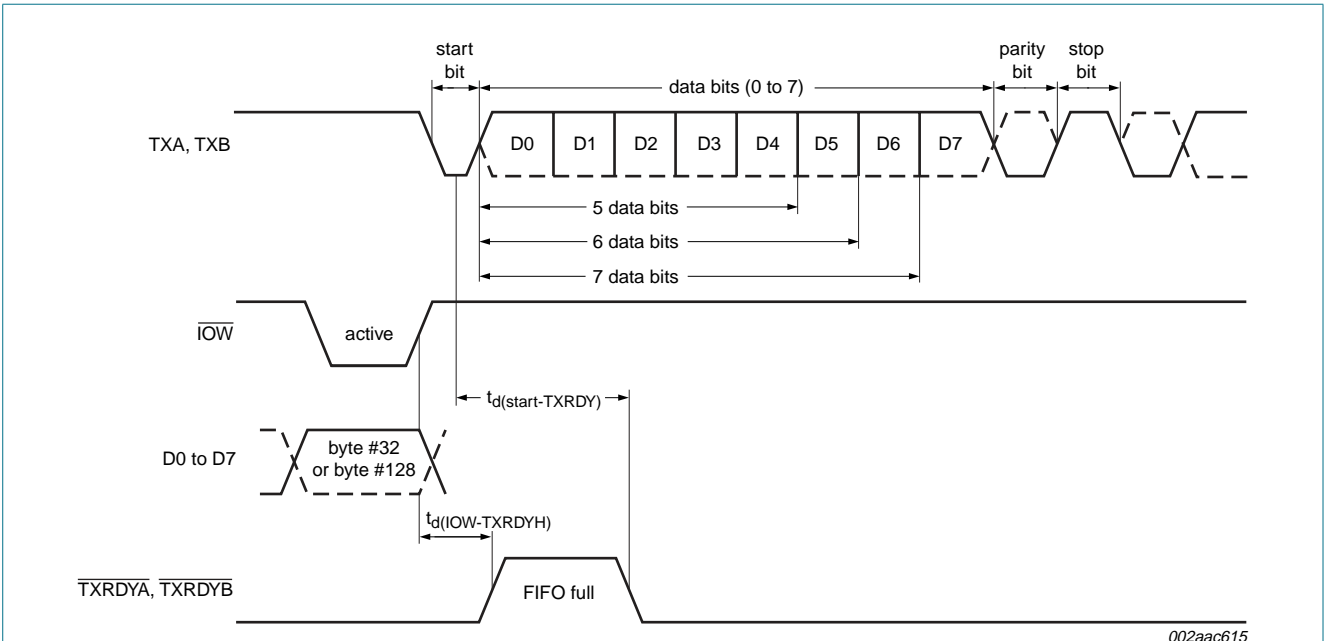 start
bit
data bits (0 to 7)
parity
bit
stop
bit
TXA, TXB
D0 D1 D2 D3 D4 D5 D6 D7
5 data bits
6 data bits
7 data bits
IOW
active
td(start-TXRDY)
D0 to D7
byte #32
or byte #128
td(IOW-TXRDYH)
TXRDYA, TXRDYB
FIFO full
002aac615